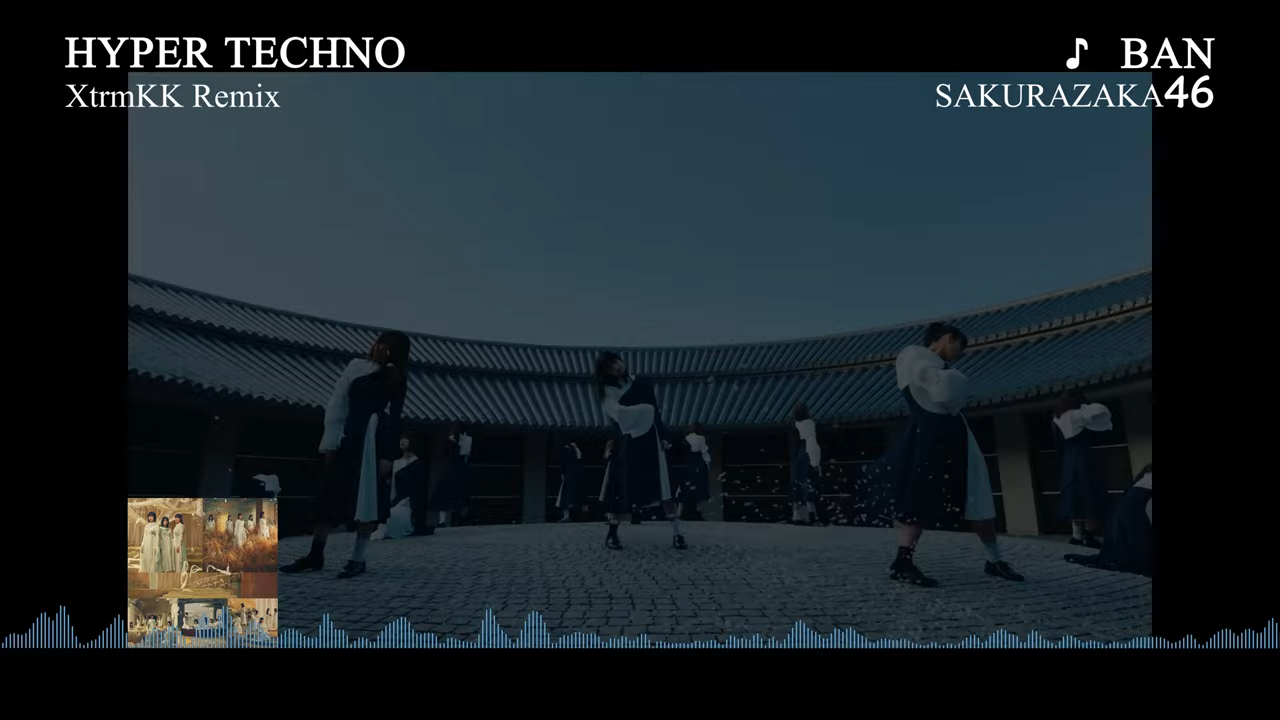 HYPER TECHNO
XtrmKK Remix
♪ BAN
SAKURAZAKA46